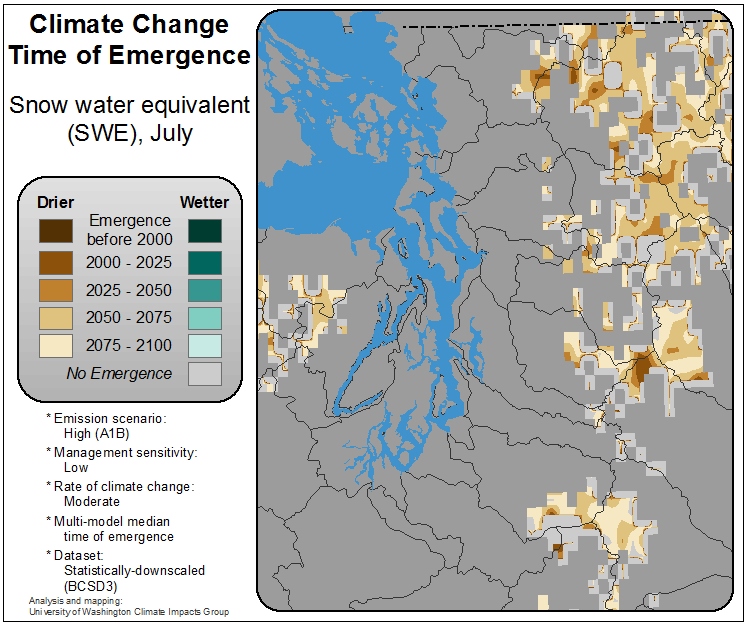 Climate Change
Time of Emergence
Snow water equivalent
(SWE), July
Drier Wetter
Emergence
before 2000
2000 - 2025
2025 - 2050
2050 - 2075
2075 - 2100
No Emergence
* Emission scenario:
High (A1B)
* Management sensitivity:
Low
* Rate of climate change:
Moderate
* Multi-model median
time of emergence
* Dataset:
Statistically-downscaled
(BCSD3)
Analysis and mapping:
University of Washington Climate Impacts Group